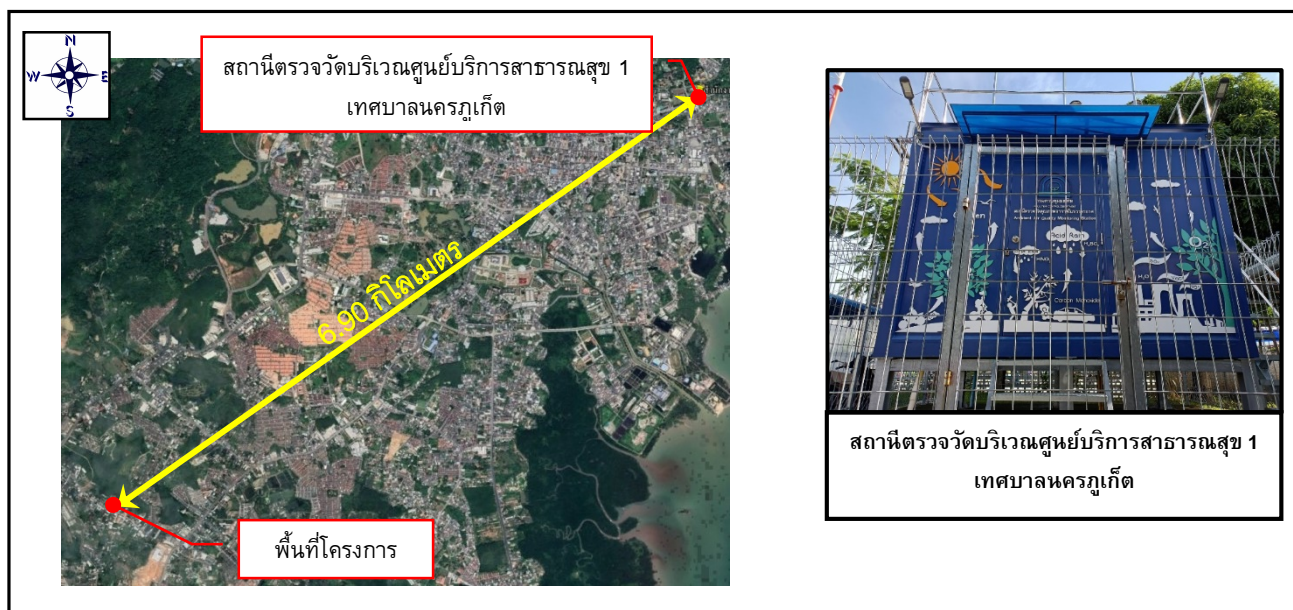 N
W
E
S
สถานีตรวจวัดบริเวณศูนย์บริการสาธารณสุข 1
เทศบาลนครภูเก็ต
6.90 กิโลเมตร
พื้นที่โครงการ
Acid Rain
Carbon Monoxide
สถานีตรวจวัดบริเวณศูนย์บริการสาธารณสุข 1
เทศบาลนครภูเก็ต